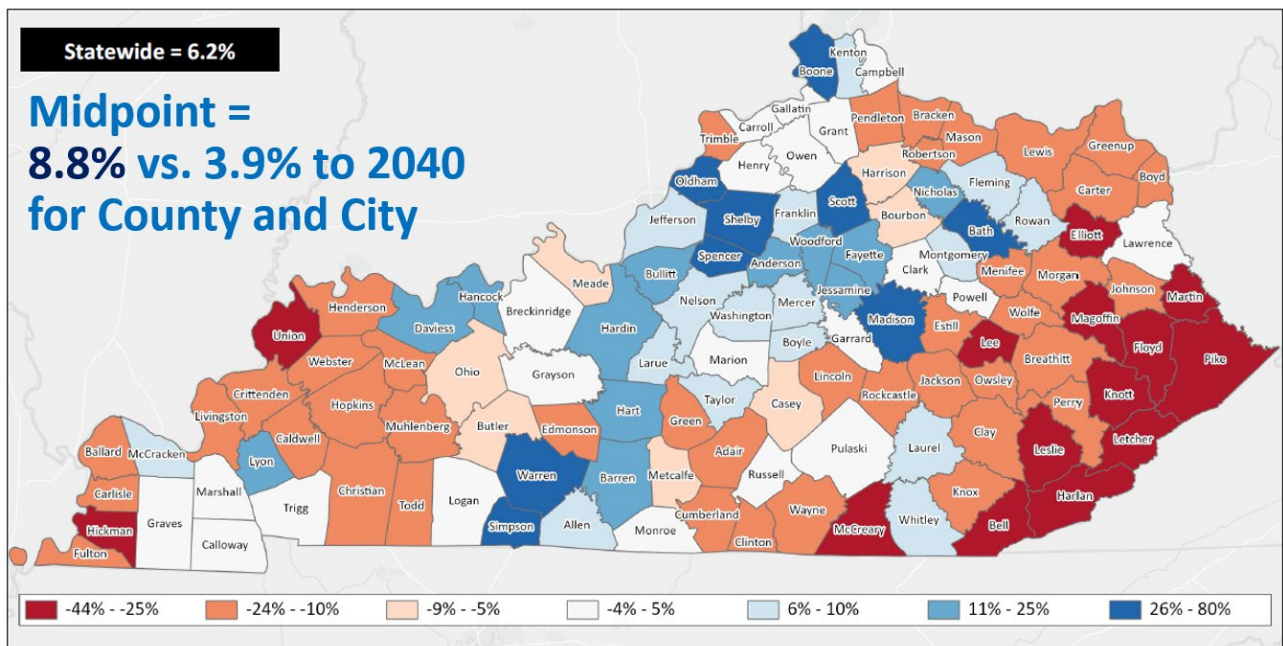 Statewide = 6.2%
Midpoint =
8.8% vs. 3.9% to 2040
for County and City
Boone
Kenton
Campbell
Gallatin
Carroll
Trimble
Grant
Pendleton
Bracken
Mason
Robertson
Lewis
Greenup
Henry
Owen
Harrison
Fleming
Carter
Boyd
Oldham
Nicholas
Jefferson
Shelby
Franklin
Scott
Bourbon
Rowan
Bath
Elliott
Lawrence
Spencer
Anderson
Woodford
Fayette
Montgomery
Clark
Menifee
Morgan
Meade
Bullitt
Jessamine
Powell
Johnson
Martin
Henderson
Hancock
Daviess
Breckinridge
Nelson
Washington
Mercer
Madison
Wolfe
Magoffin
Union
Hardin
Estill
Floyd
Webster
McLean
Larue
Boyle
Garrard
Lee
Breathitt
Pike
Ohio
Grayson
Marion
Crittenden
Hopkins
Lincoln
Jackson
Owsley
Knott
Livingston
Muhlenberg
Butler
Edmonson
Hart
Green
Taylor
Casey
Rockcastle
Perry
Caldwell
Clay
Letcher
Ballard
McCracken
Lyon
Warren
Barren
Metcalfe
Adair
Pulaski
Laurel
Leslie
Carlisle
Marshall
Trigg
Christian
Todd
Logan
Russell
Knox
Harlan
Hickman
Graves
Simpson
Allen
Monroe
Cumberland
Wayne
McCreary
Whitley
Bell
Fulton
Calloway
Clinton
-44% - -25%
-24% - -10%
-9% - -5%
-4% - 5%
6% - 10%
11% - 25%
26% - 80%